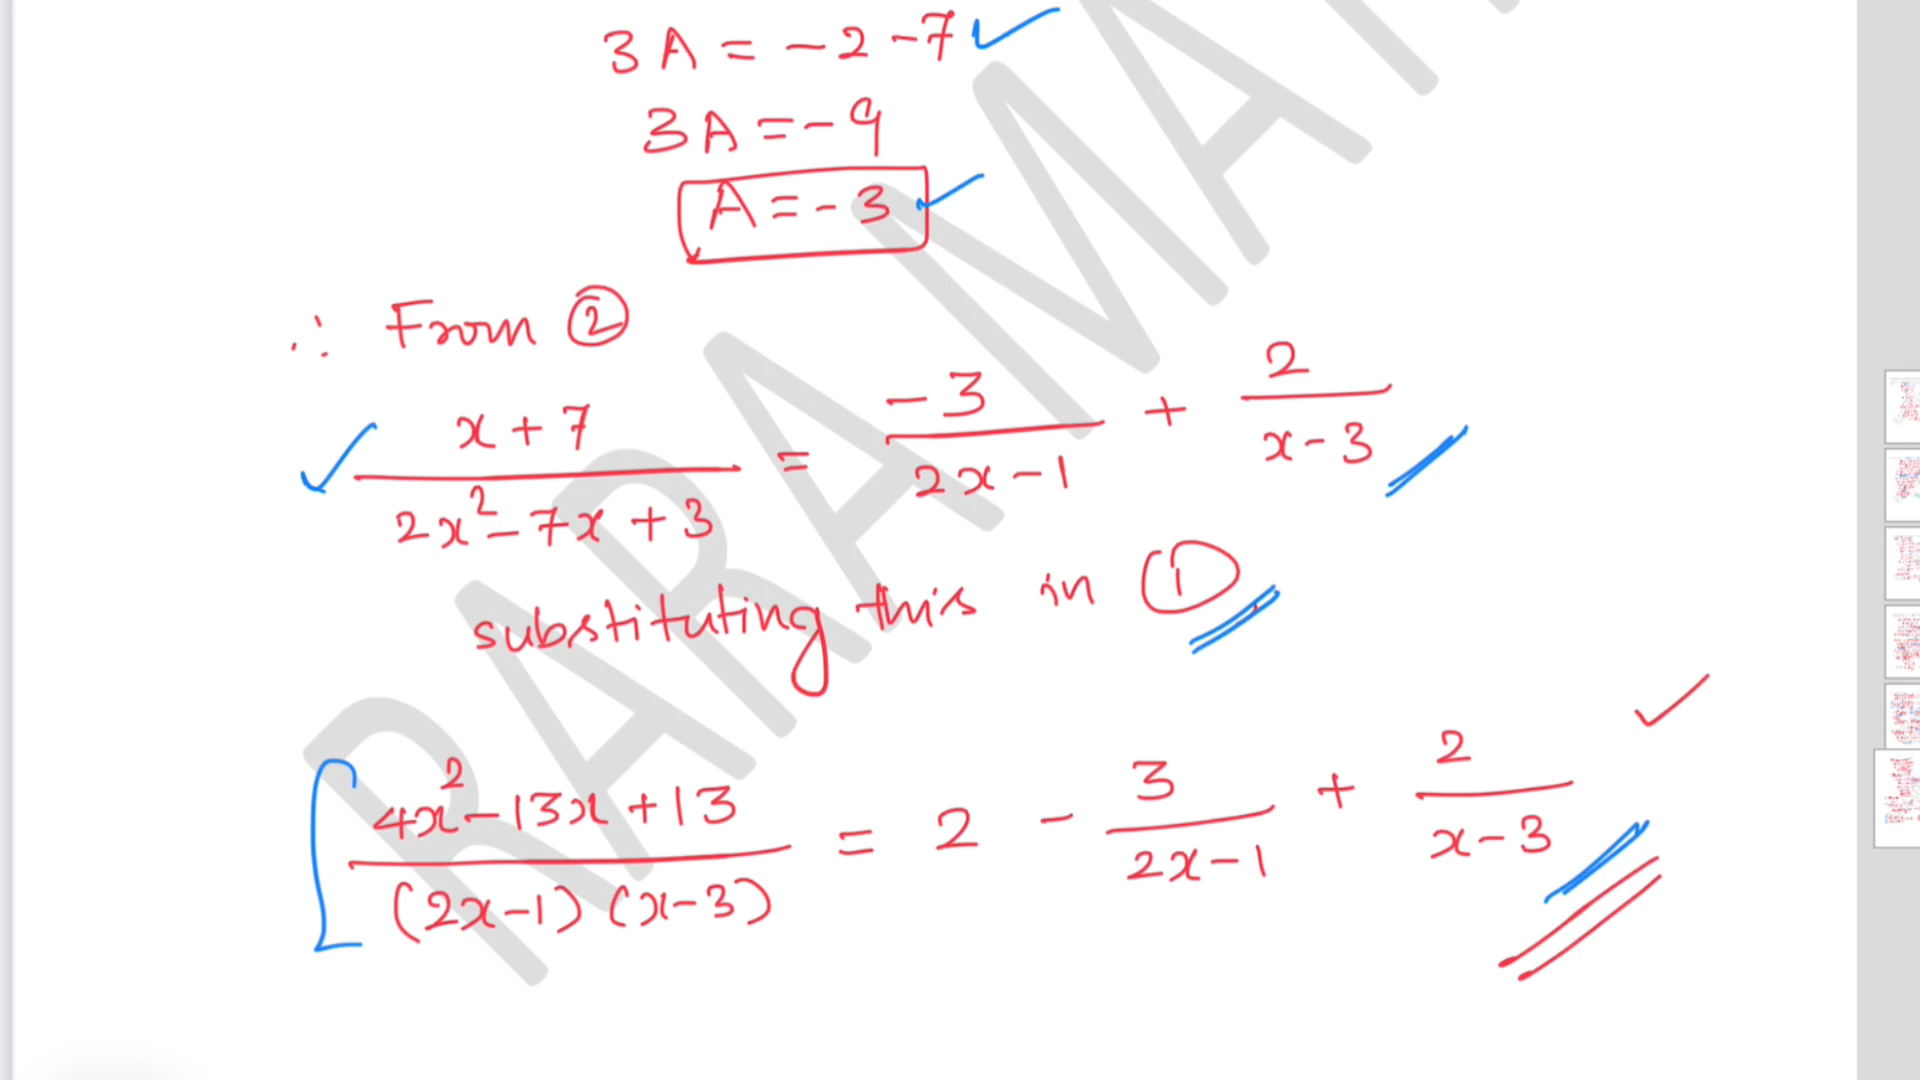 3A = -2 -7
3A = -9
A = -3
∴ From ②
x + 7 / 2x² - 7x + 3 = -3 / 2x - 1 + 2 / x - 3
substituting this in ①
4x² - 13x + 13 / (2x-1) (x-3) = 2 - 3 / 2x - 1 + 2 / x - 3